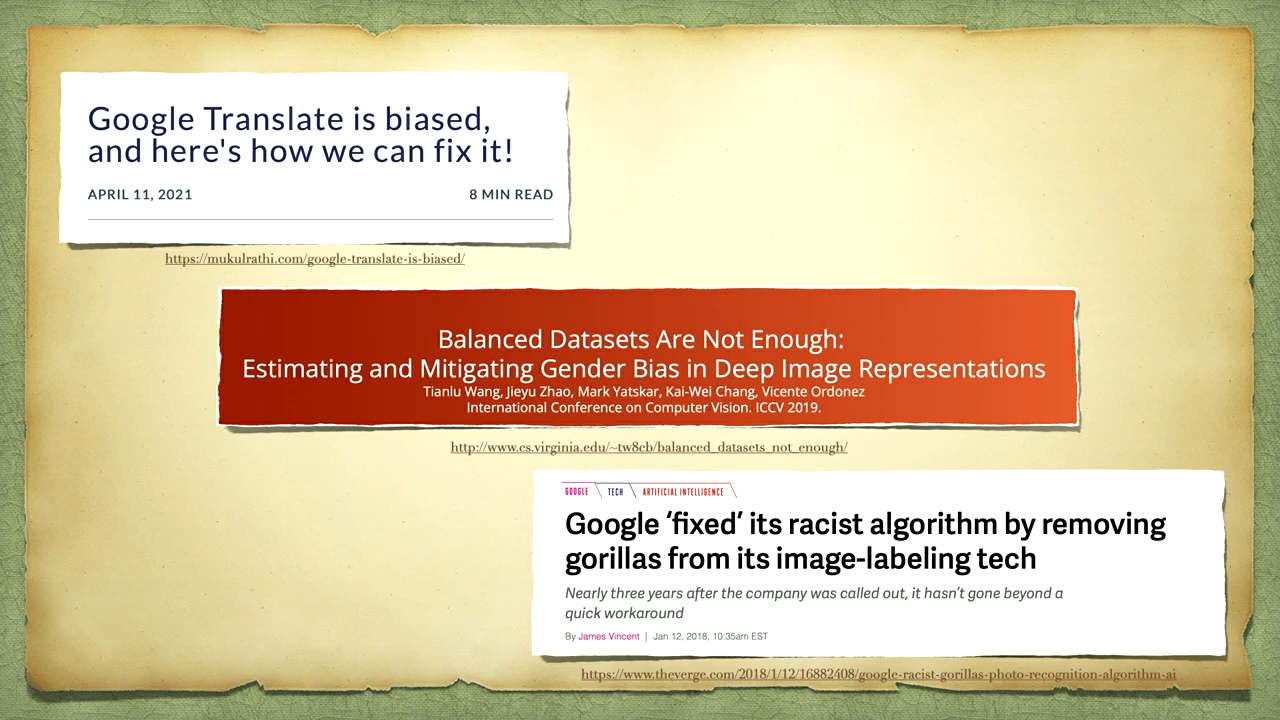 Google Translate is biased,
and here's how we can fix it!
APRIL 11, 2021 8 MIN READ
https://mukulrathi.com/google-translate-is-biased/
Balanced Datasets Are Not Enough:
Estimating and Mitigating Gender Bias in Deep Image Representations
Tianlu Wang, Jieyu Zhao, Mark Yatskar, Kai-Wei Chang, Vicente Ordonez
International Conference on Computer Vision. ICCV 2019.
http://www.cs.virginia.edu/~tw8cb/balanced_datasets_not_enough/
GOOGLE TECH ARTIFICIAL INTELLIGENCE
Google ‘fixed’ its racist algorithm by removing
gorillas from its image-labeling tech
Nearly three years after the company was called out, it hasn’t gone beyond a
quick workaround
By James Vincent | Jan 12, 2018, 10:35am EST
https://www.theverge.com/2018/1/12/16882408/google-racist-gorillas-photo-recognition-algorithm-ai